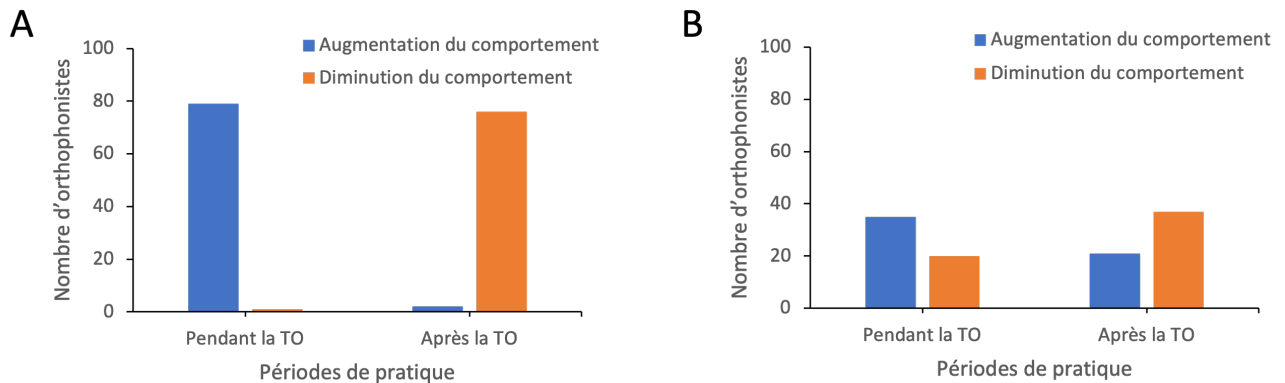 A
100
80
60
40
20
0
Nombre d'orthophonistes
Augmentation du comportement
Diminution du comportement
Pendant la TO
Après la TO
Périodes de pratique
B
100
80
60
40
20
0
Nombre d'orthophonistes
Augmentation du comportement
Diminution du comportement
Pendant la TO
Après la TO
Périodes de pratique